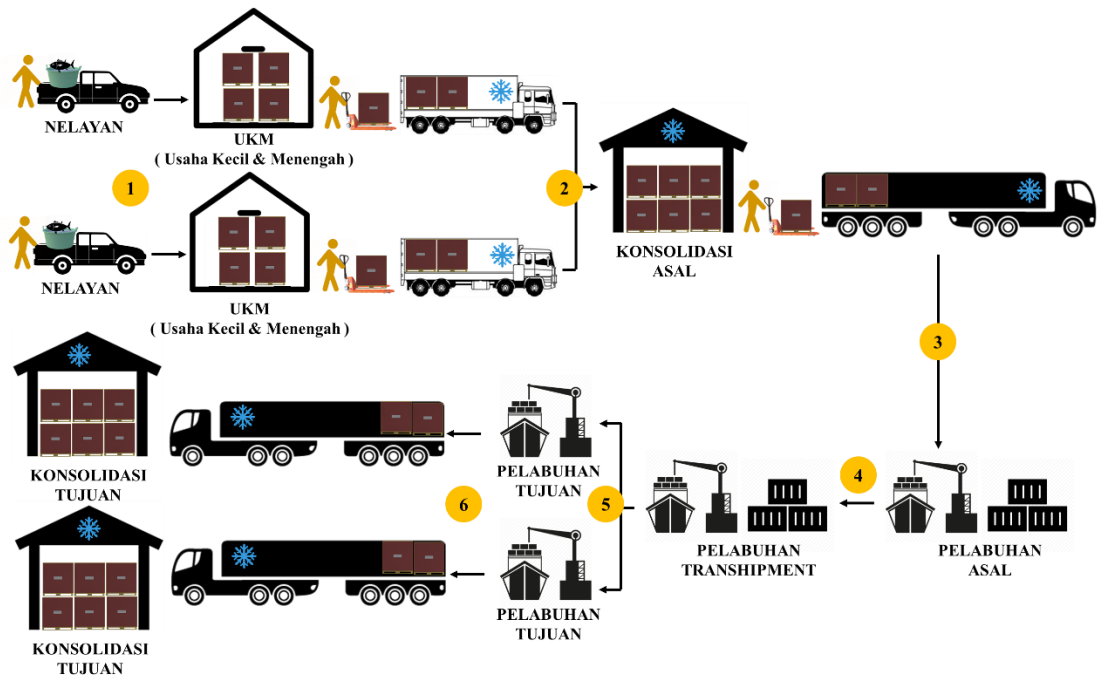 NELAYAN
UKM
( Usaha Kecil & Menengah )
1
2
KONSOLIDASI
ASAL
NELAYAN
UKM
( Usaha Kecil & Menengah )
3
KONSOLIDASI
TUJUAN
PELABUHAN
TUJUAN
4
6
5
PELABUHAN
TRANSHIPMENT
PELABUHAN
ASAL
KONSOLIDASI
TUJUAN
PELABUHAN
TUJUAN